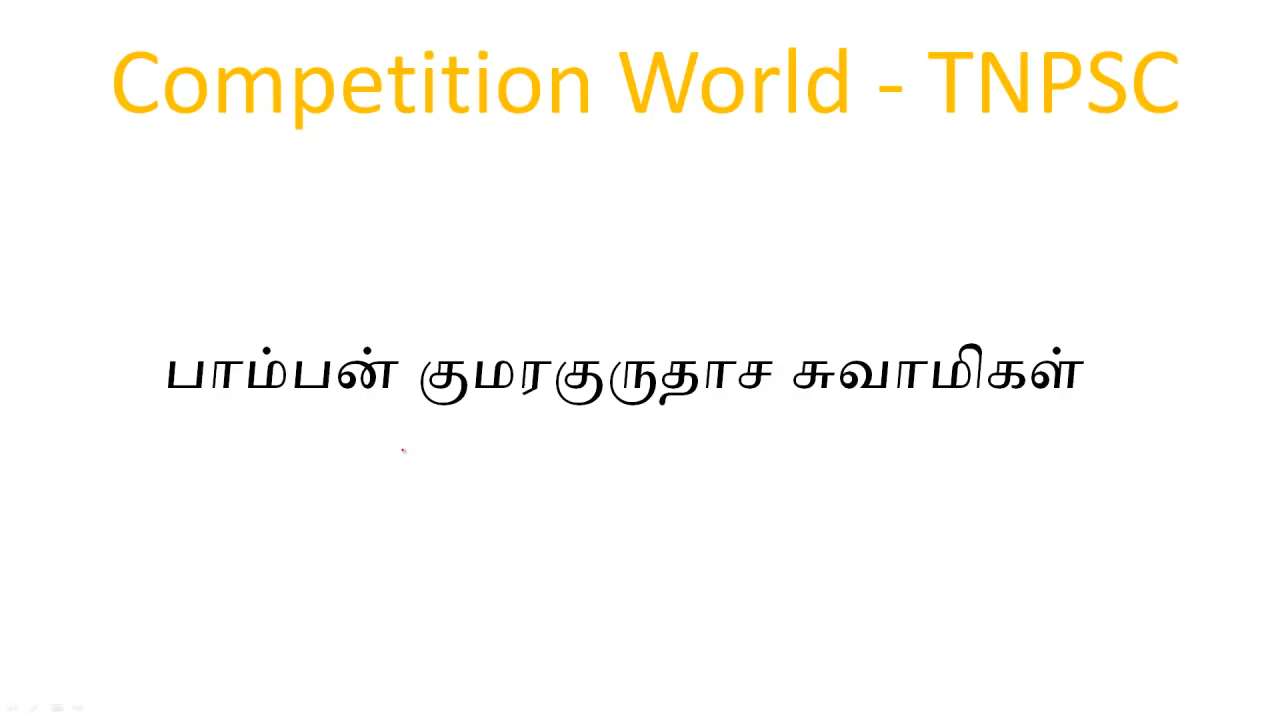 Competition World - TNPSC
பாம்பன் குமரகுருதாச சுவாமிகள்